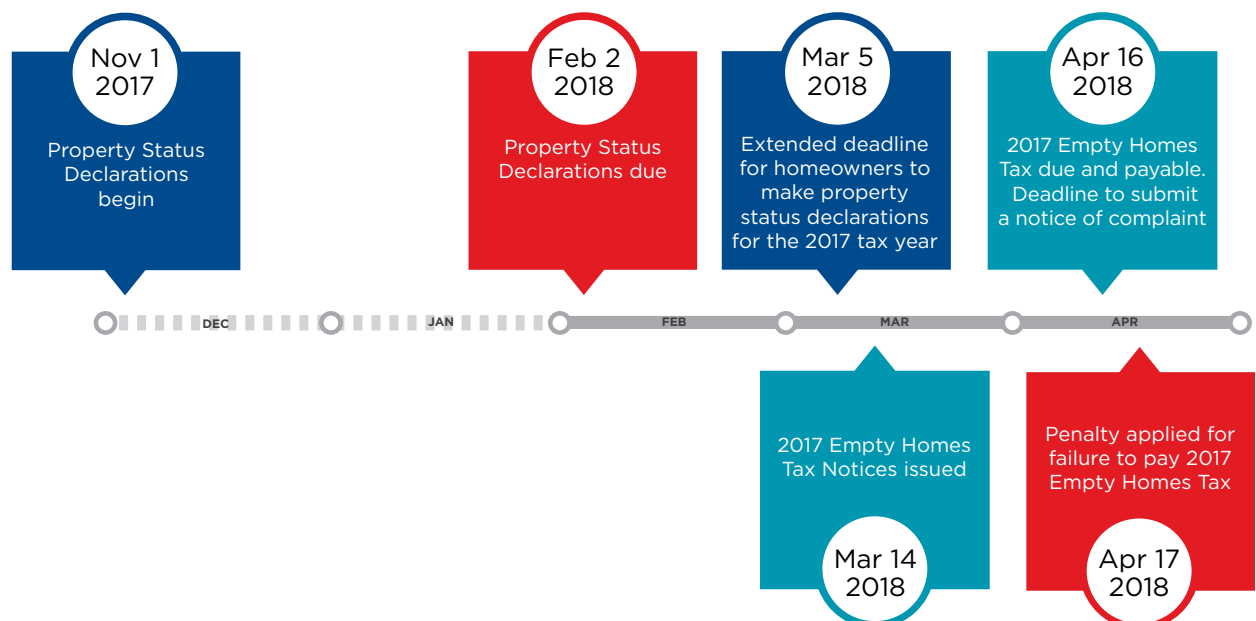 Nov 1
2017
Property Status
Declarations
begin
Feb 2
2018
Property Status
Declarations due
Mar 5
2018
Extended deadline
for homeowners to
make property
status declarations
for the 2017 tax year
Apr 16
2018
2017 Empty Homes
Tax due and payable.
Deadline to submit
a notice of complaint
DEC
JAN
FEB
MAR
APR
2017 Empty Homes
Tax Notices issued
Mar 14
2018
Penalty applied for
failure to pay 2017
Empty Homes Tax
Apr 17
2018